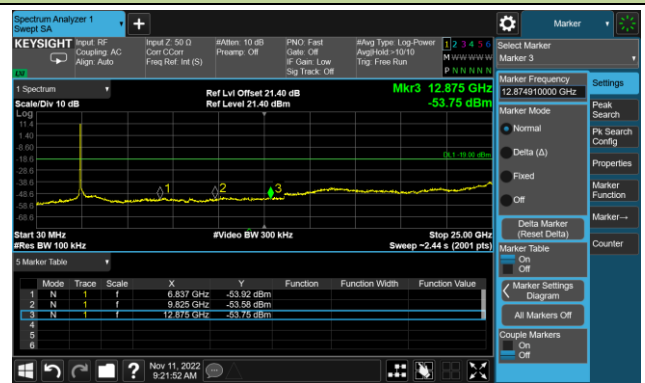 Spectrum Analyzer 1
Swept SA
Marker
KEYSIGHT
Input: RF
Coupling: AC
Align: Auto
Input Z: 50 Ω
Corr CCorr
Freq Ref: Int (S)
#Atten: 10 dB
Preamp: Off
PNO: Fast
Gate: Off
IF Gain: Low
Sig Track: Off
#Avg Type: Log-Power
Avg|Hold:>10/10
Trig: Free Run
1 2 3 4 5 6
M W W W W W
P N N N N N
LVI
Select Marker
Marker 3
1 Spectrum
Scale/Div 10 dB
Log
Ref Lvl Offset 21.40 dB
Ref Level 21.40 dBm
Mkr3 12.875 GHz
-53.75 dBm
11.4
1.40
-8.60
-18.6
-28.6
-38.6
-48.6
-58.6
-68.6
DL1 -19.00 dBm
1
2
3
Start 30 MHz
#Res BW 100 kHz
#Video BW 300 kHz
Stop 25.00 GHz
Sweep ~2.44 s (2001 pts)
5 Marker Table
Mode Trace Scale X Y Function Function Width Function Value
1 N 1 f 6.837 GHz -53.92 dBm
2 N 1 f 9.825 GHz -53.58 dBm
3 N 1 f 12.875 GHz -53.75 dBm
4
5
6
Marker Frequency
12.874910000 GHz
Marker Mode
Normal
Delta (Δ)
Fixed
Off
Delta Marker
(Reset Delta)
Marker Table
On
Off
Marker Settings
Diagram
All Markers Off
Couple Markers
On
Off
Settings
Peak
Search
Pk Search
Config
Properties
Marker
Function
Marker→
Counter
?
Nov 11, 2022
9:21:52 AM